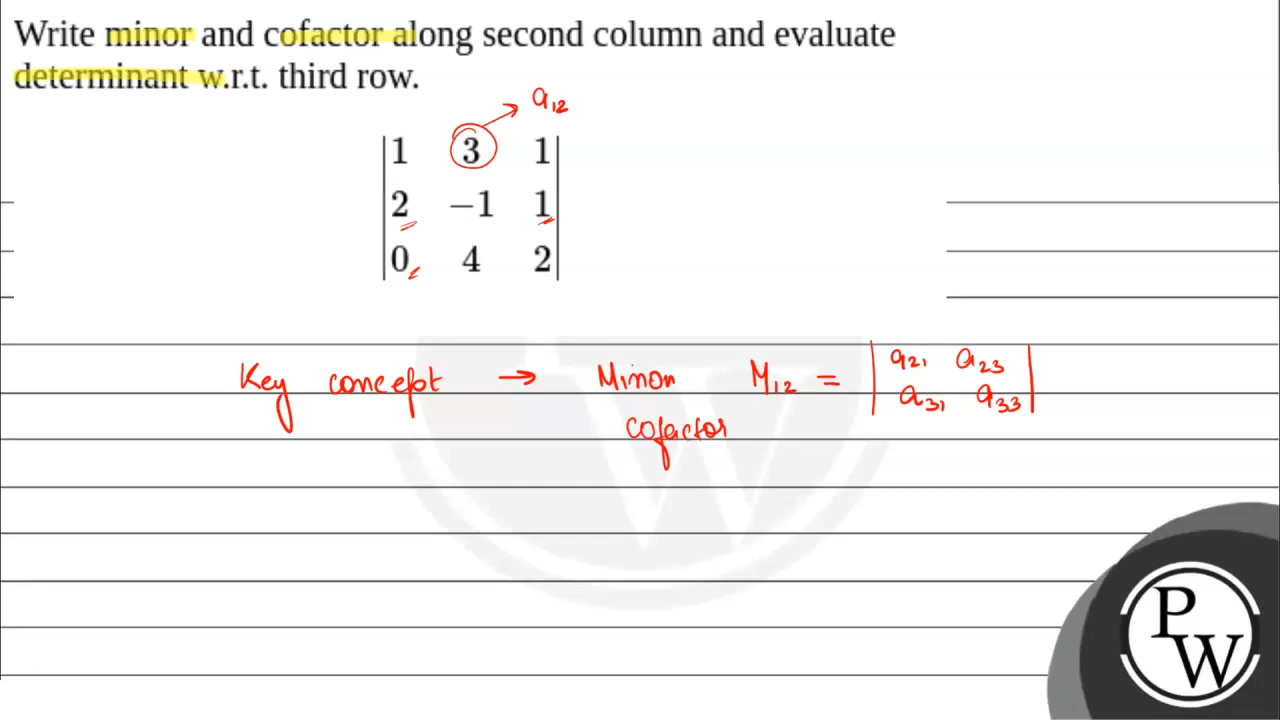 Write minor and cofactor along second column and evaluate
determinant w.r.t. third row.
a₁₂
1 3 1
2 −1 1
0 4 2
Key concept → Minor M₁₂ = | a₂₁ a₂₃ |
| a₃₁ a₃₃ |
cofactor
P
W